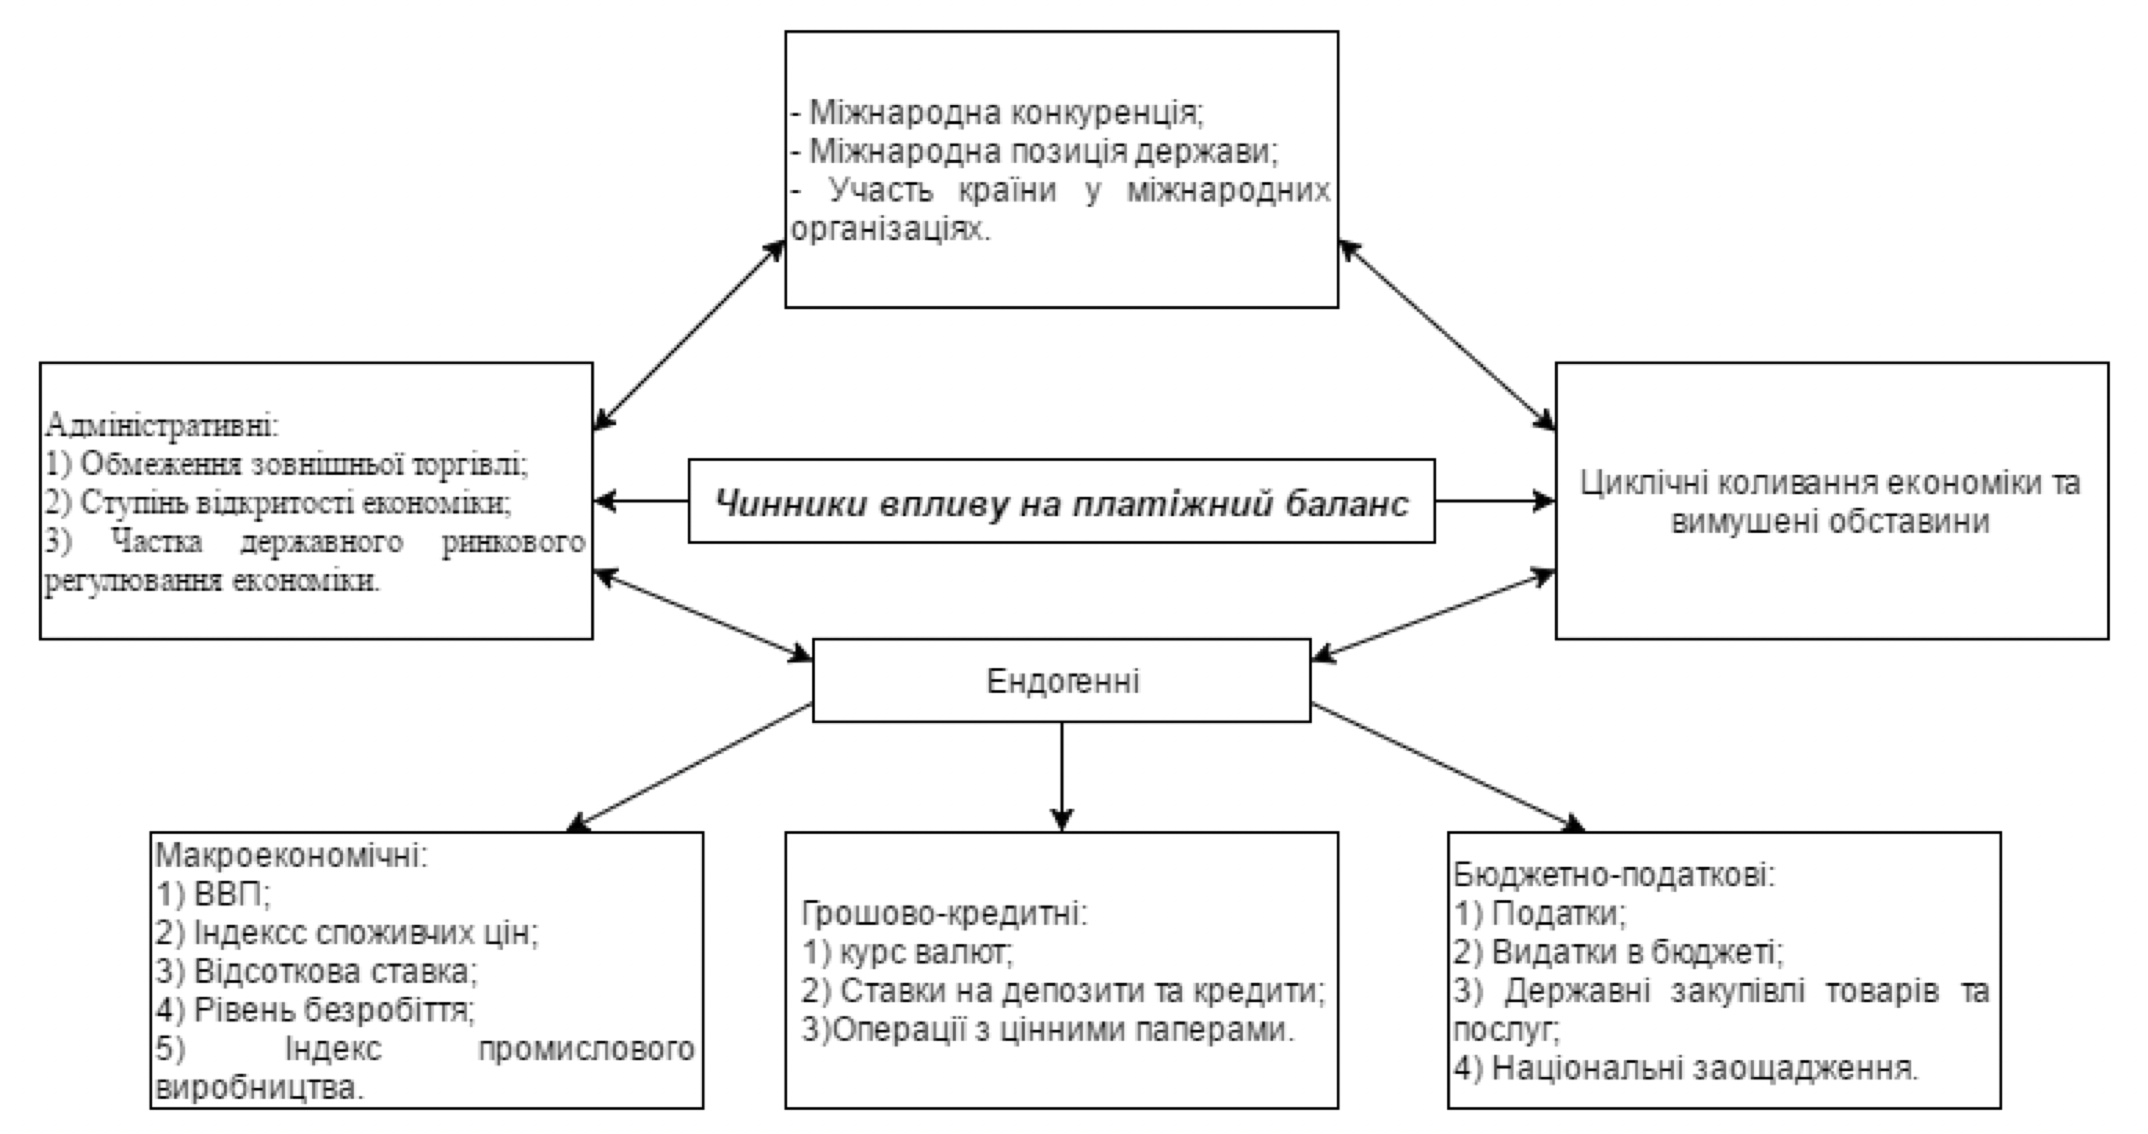 - Міжнародна конкуренція;
- Міжнародна позиція держави;
- Участь країни у міжнародних
організаціях.
Адміністративні:
1) Обмеження зовнішньої торгівлі;
2) Ступінь відкритості економіки;
3) Частка державного ринкового
регулювання економіки.
Чинники впливу на платіжний баланс
Циклічні коливання економіки та
вимушені обставини
Ендогенні
Макроекономічні:
1) ВВП;
2) Індексс споживчих цін;
3) Відсоткова ставка;
4) Рівень безробіття;
5) Індекс промислового
виробництва.
Грошово-кредитні:
1) курс валют;
2) Ставки на депозити та кредити;
3)Операції з цінними паперами.
Бюджетно-податкові:
1) Податки;
2) Видатки в бюджеті;
3) Державні закупівлі товарів та
послуг;
4) Національні заощадження.